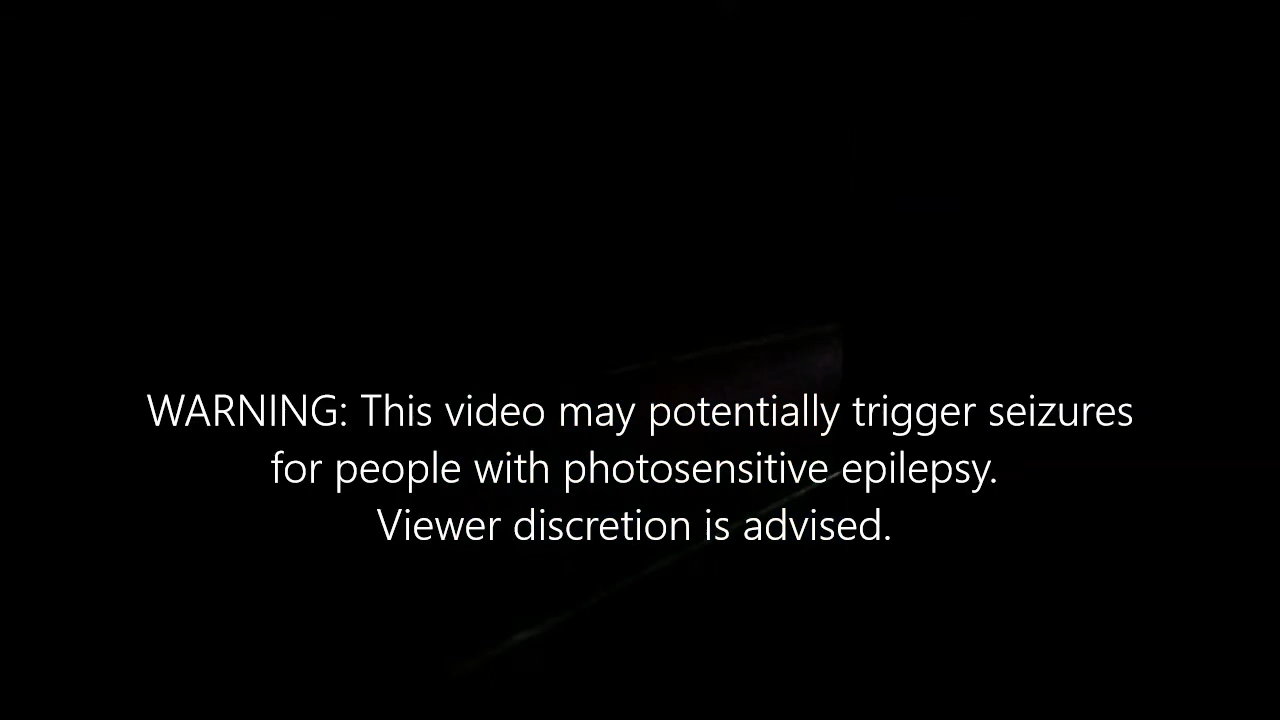 WARNING: This video may potentially trigger seizures
for people with photosensitive epilepsy.
Viewer discretion is advised.